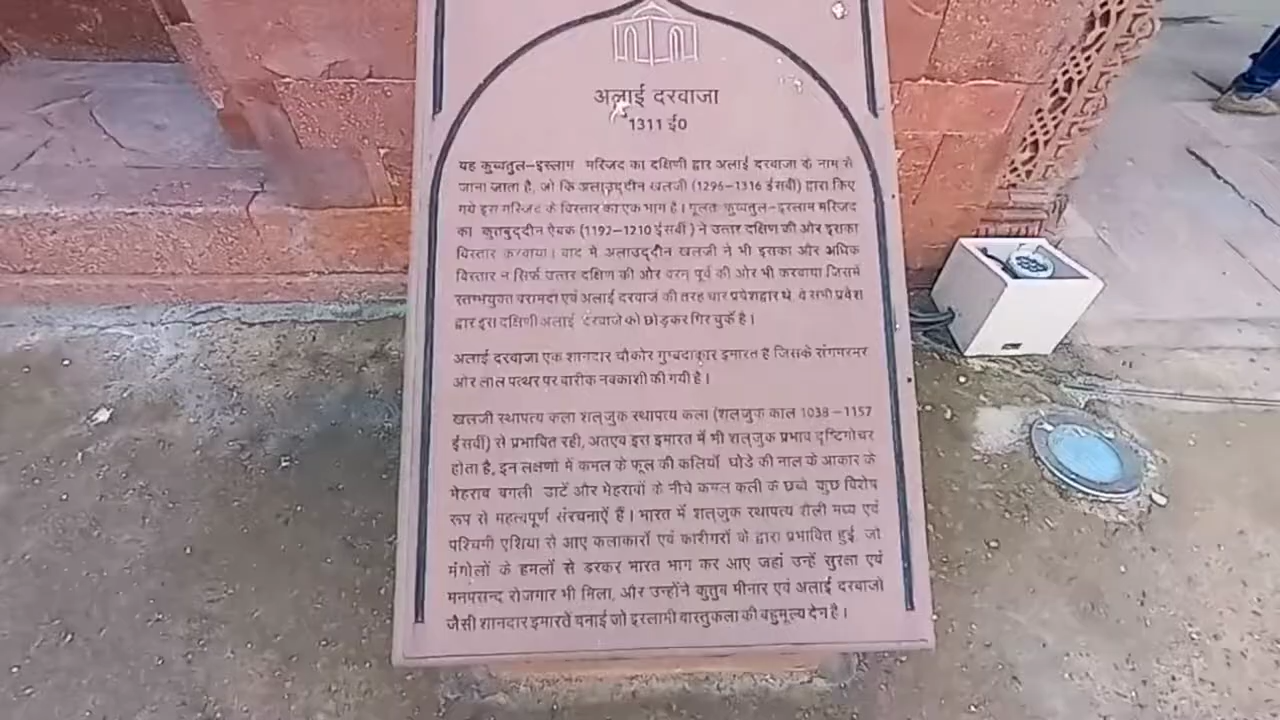 अलाई दरवाजा
1311 ई0
यह कुव्वतुल–इस्लाम मस्जिद का दक्षिणी द्वार अलाई दरवाजा के नाम से
जाना जाता है, जो कि अलाउद्दीन खलजी (1296–1316 ईसवी) द्वारा किए
गये इस मस्जिद के विस्तार का एक भाग है। मूलतः कुव्वतुल–इस्लाम मस्जिद
का कुतबुद्दीन ऐबक (1192–1210 ईसवी) ने उत्तर दक्षिण की ओर इसका
विस्तार करवाया। बाद में अलाउद्दीन खलजी ने भी इसका और अधिक
विस्तार न सिर्फ उत्तर दक्षिण की ओर वरन् पूर्व की ओर भी करवाया जिसमें
स्तम्भयुक्त बरामदा एवं अलाई दरवाजे की तरह चार प्रवेशद्वार थे, वे सभी प्रवेश
द्वार इस दक्षिणी अलाई दरवाजे को छोड़कर गिर चुके है।
अलाई दरवाजा एक शानदार चौकोर गुम्बदाकार इमारत है जिसके संगमरमर
और लाल पत्थर पर बारीक नक्काशी की गयी है।
खलजी स्थापत्य कला शल्जुक स्थापत्य कला (शल्जुक काल 1038 – 1157
ईसवी) से प्रभावित रही, अतएव इस इमारत में भी शल्जुक प्रभाव दृष्टिगोचर
होता है, इन लक्षणों में कमल के फूल की कलियाँ घोडे की नाल के आकार के
मेहराब बगली डाटें और मेहराबों के नीचे कमल कली के छज्जे कुछ विशेष
रूप से महत्वपूर्ण संरचनाऐं हैं। भारत में शल्जुक स्थापत्य शैली मध्य एवं
पश्चिमी एशिया से आए कलाकारों एवं कारीगरों के द्वारा प्रभावित हुई, जो
मंगोलों के हमलों से डरकर भारत भाग कर आए जहां उन्हें सुरक्षा एवं
मनपसन्द रोजगार भी मिला, और उन्होंने कुतुब मीनार एवं अलाई दरवाजो
जैसी शानदार इमारतें बनाई जो इस्लामी वास्तुकला की बहुमूल्य देन है।